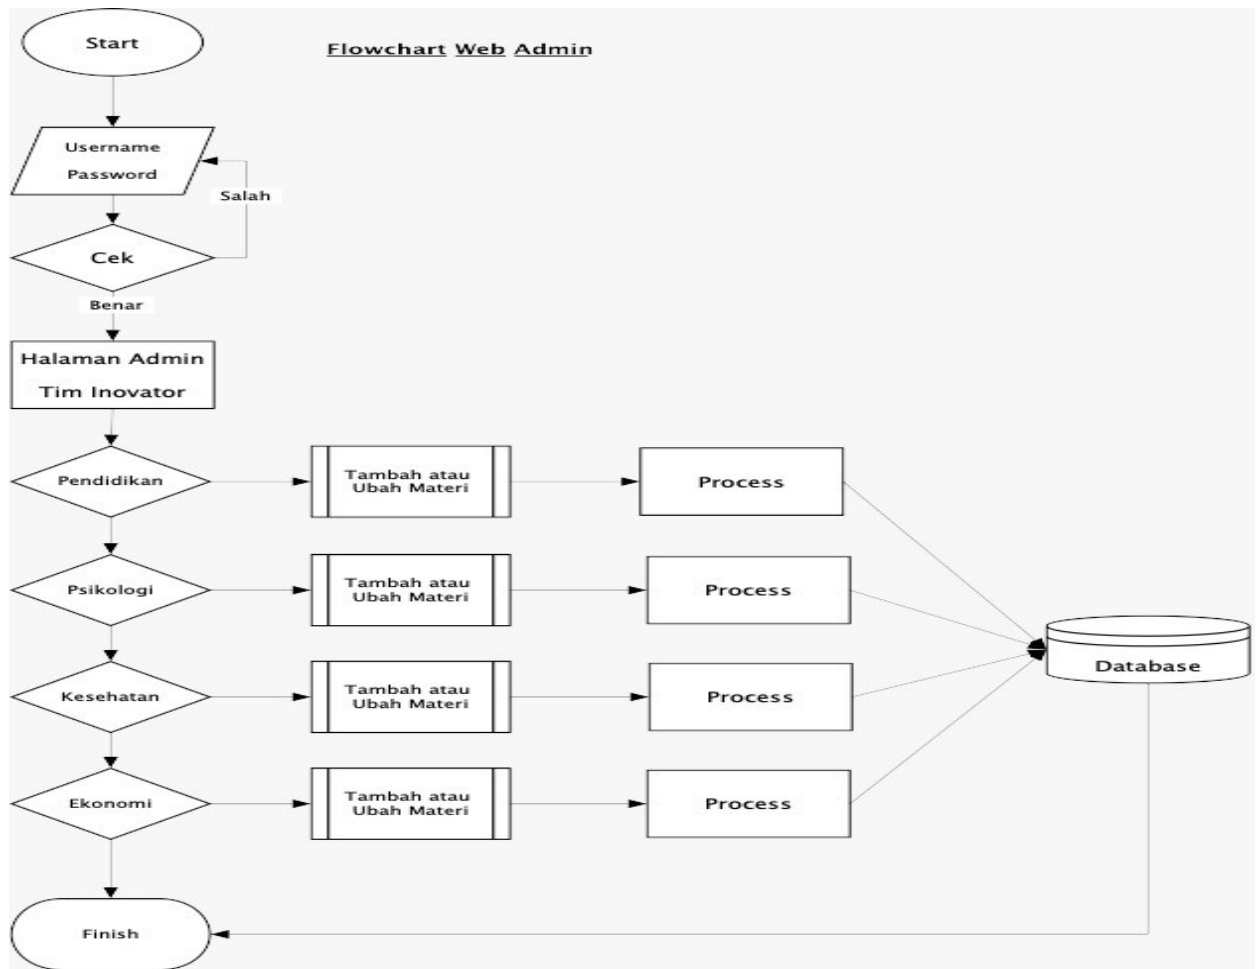 Start
Flowchart Web Admin
Username
Password
Salah
Cek
Benar
Halaman Admin
Tim Inovator
Pendidikan
Tambah atau
Ubah Materi
Process
Psikologi
Tambah atau
Ubah Materi
Process
Database
Kesehatan
Tambah atau
Ubah Materi
Process
Ekonomi
Tambah atau
Ubah Materi
Process
Finish